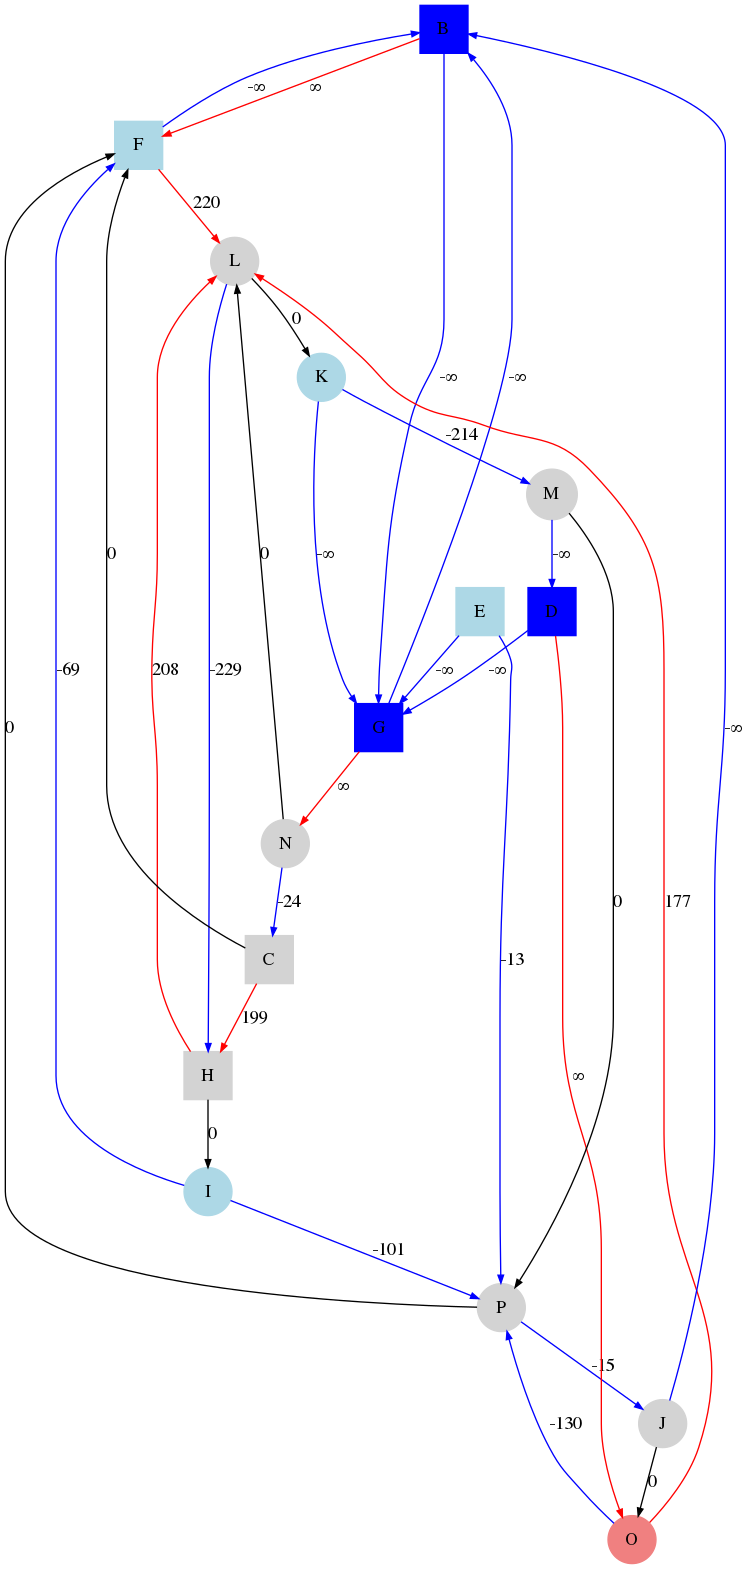 B
-∞ ∞
F
220
L
0
K
-∞ -∞
-214
M
0 0 -∞ -∞
E D
-69 208 -229 -∞ -∞
0 G -∞
∞
N
-24 0 177
-13
C
199
∞
H
0
I
-101
P
-15
-130 J
0
O